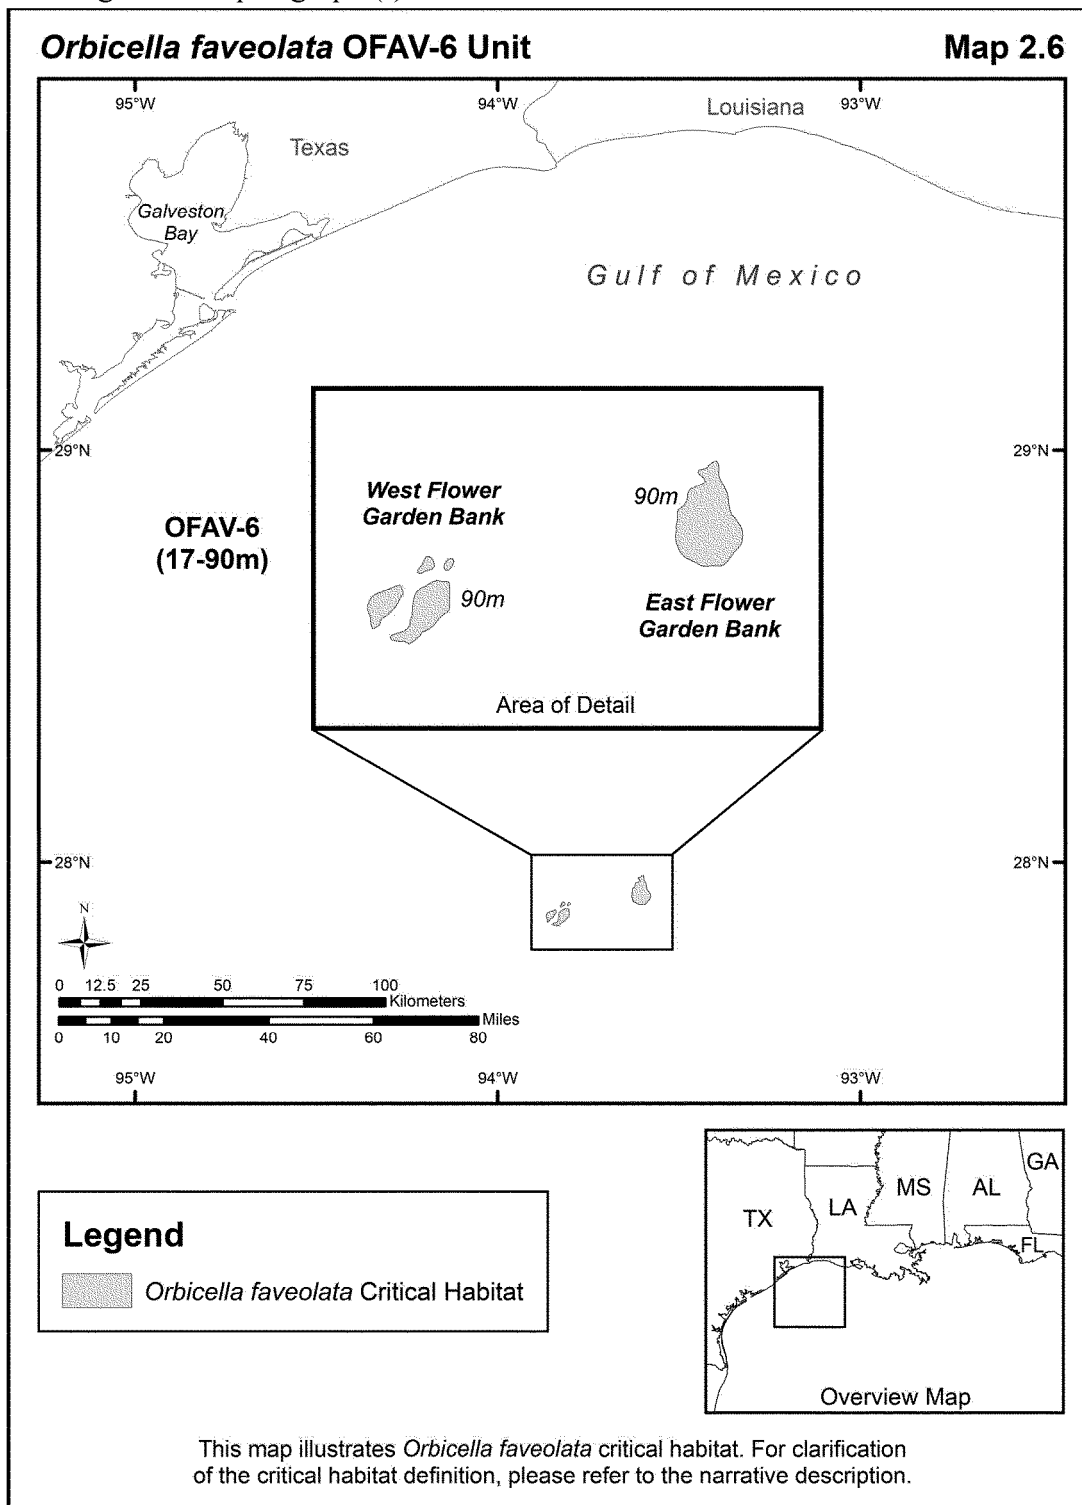 Orbicella faveolata OFAV-6 Unit
Map 2.6
95°W
94°W
93°W
Louisiana
Texas
Galveston
Bay
Gulf of Mexico
29°N
29°N
West Flower
Garden Bank
90m
OFAV-6
(17-90m)
90m
East Flower
Garden Bank
Area of Detail
28°N
28°N
N
0 12.5 25 50 75 100
Kilometers
Miles
0 10 20 40 60 80
95°W
94°W
93°W
Legend
Orbicella faveolata Critical Habitat
GA
MS
AL
LA
TX
FL
Overview Map
This map illustrates Orbicella faveolata critical habitat. For clarification
of the critical habitat definition, please refer to the narrative description.